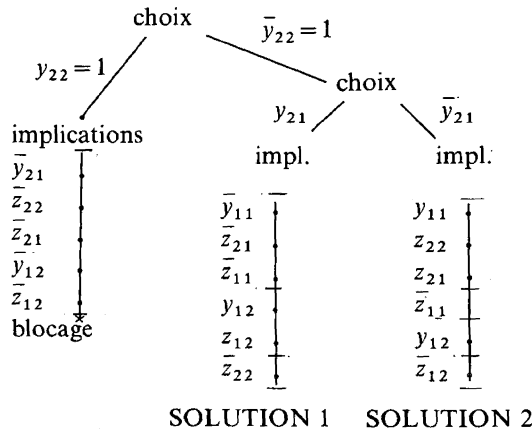 choix
y₂₂ = 1
ȳ₂₂ = 1
choix
y₂₁
ȳ₂₁
implications
impl.
impl.
ȳ₂₁
z̄₂₂
z̄₂₁
ȳ₁₂
z̄₁₂
blocage
ȳ₁₁
z̄₂₁
z̄₁₁
y₁₂
z₁₂
z̄₂₂
SOLUTION 1
y₁₁
z₂₂
z₂₁
z̄₁₁
y₁₂
z̄₁₂
SOLUTION 2